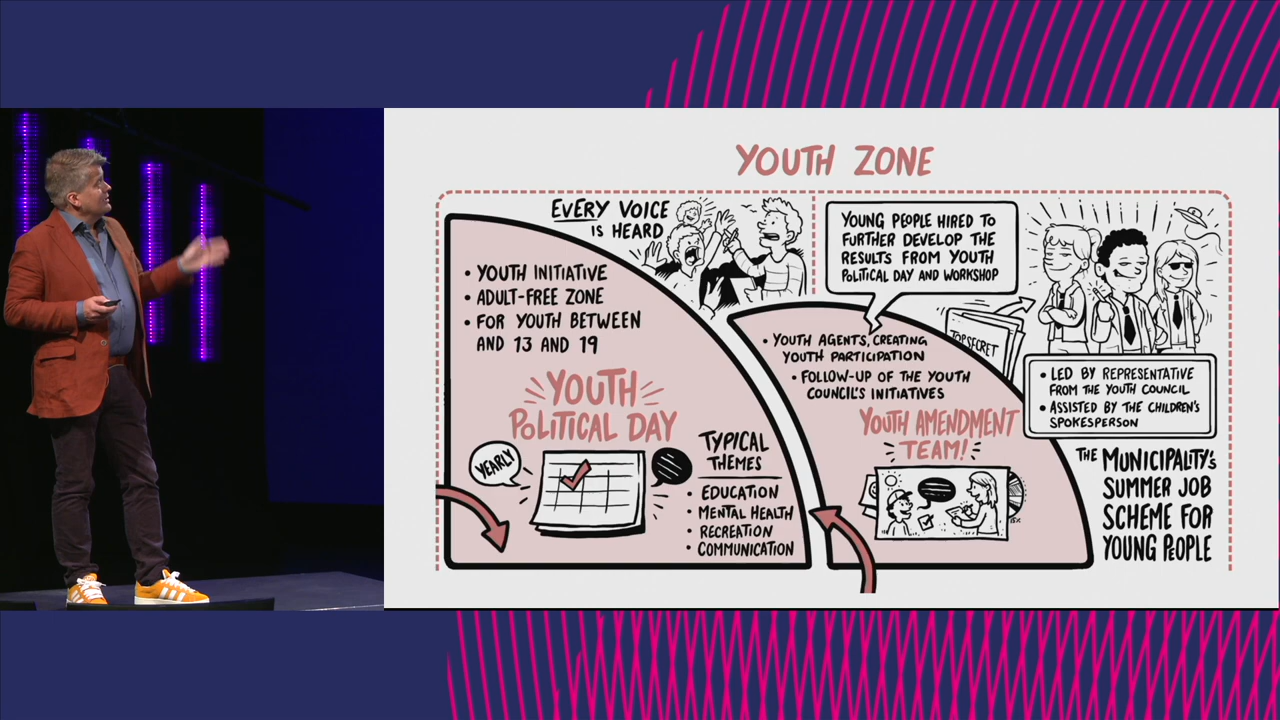 YOUTH ZONE
EVERY VOICE
IS HEARD
• YOUTH INITIATIVE
• ADULT-FREE ZONE
• FOR YOUTH BETWEEN
AND 13 AND 19
YOUTH
POLITICAL DAY
YEARLY
TYPICAL
THEMES
• EDUCATION
• MENTAL HEALTH
• RECREATION
• COMMUNICATION
YOUNG PEOPLE HIRED TO
FURTHER DEVELOP THE
RESULTS FROM YOUTH
POLITICAL DAY AND WORKSHOP
• YOUTH AGENTS, CREATING
YOUTH PARTICIPATION
• FOLLOW-UP OF THE YOUTH
COUNCIL'S INITIATIVES
YOUTH AMENDMENT
TEAM!
15%
TOP SECRET
• LED BY REPRESENTATIVE
FROM THE YOUTH COUNCIL
• ASSISTED BY THE CHILDREN'S
SPOKESPERSON
THE MUNICIPALITY'S
SUMMER JOB
SCHEME FOR
YOUNG PEOPLE